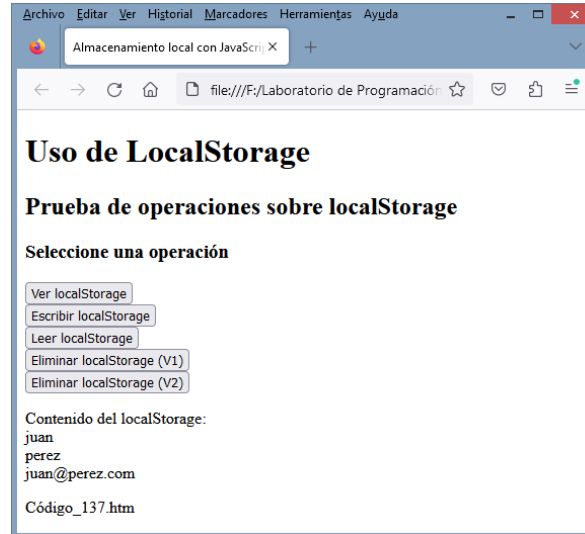 Archivo Editar Ver Historial Marcadores Herramientas Ayuda
Almacenamiento local con JavaScrip
file:///F:/Laboratorio de Programación
Uso de LocalStorage
Prueba de operaciones sobre localStorage
Seleccione una operación
Ver localStorage
Escribir localStorage
Leer localStorage
Eliminar localStorage (V1)
Eliminar localStorage (V2)
Contenido del localStorage:
juan
perez
juan@perez.com
Código_137.htm